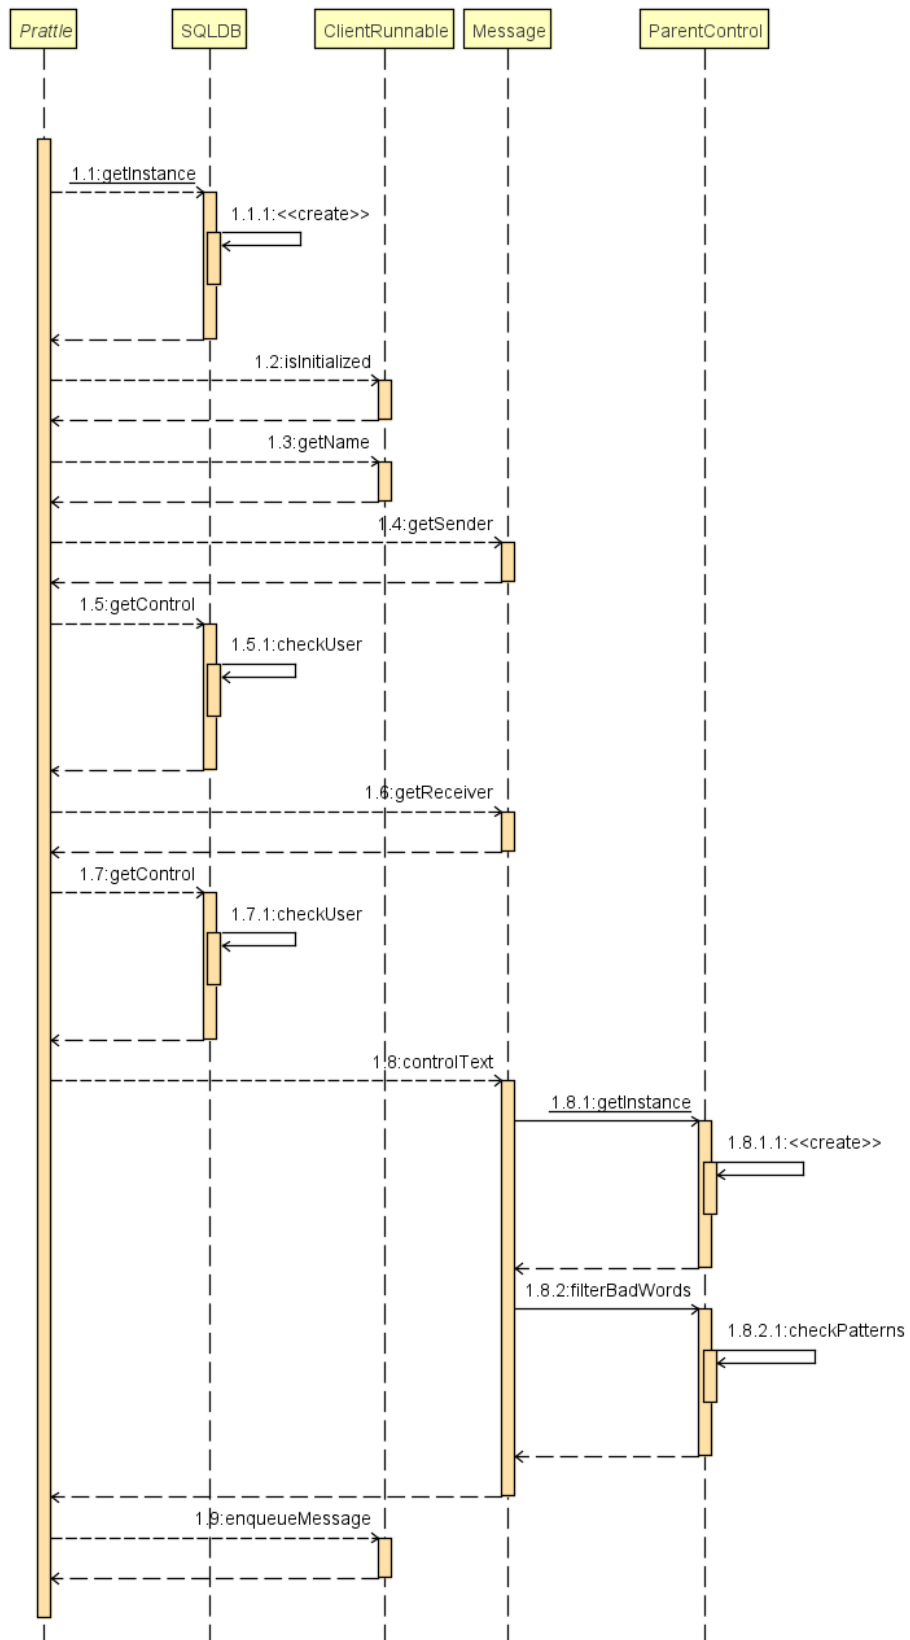 Prattle
SQLDB
ClientRunnable
Message
ParentControl
1.1:getInstance
1.1.1:<<create>>
1.2:isInitialized
1.3:getName
1.4:getSender
1.5:getControl
1.5.1:checkUser
1.6:getReceiver
1.7:getControl
1.7.1:checkUser
1.8:controlText
1.8.1:getInstance
1.8.1.1:<<create>>
1.8.2:filterBadWords
1.8.2.1:checkPatterns
1.9:enqueueMessage